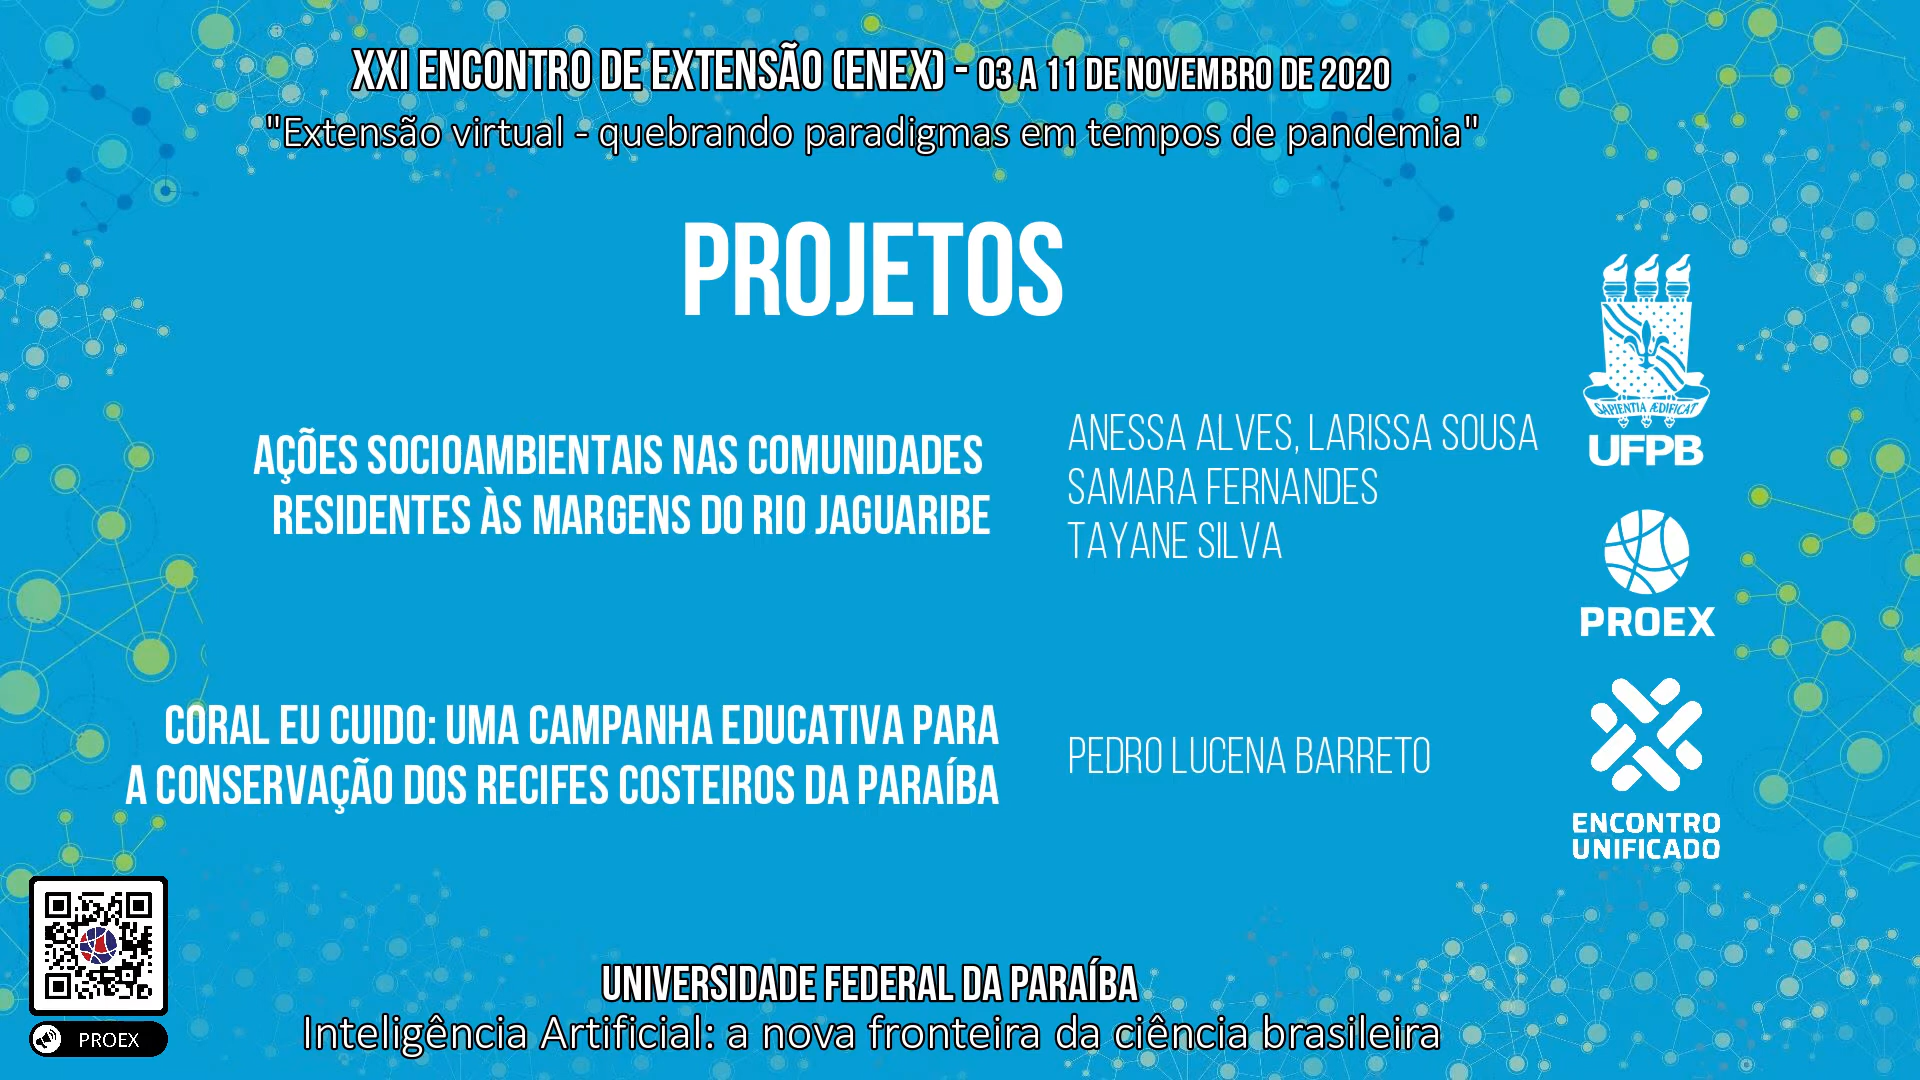 XXI ENCONTRO DE EXTENSÃO (ENEX) - 03 A 11 DE NOVEMBRO DE 2020
"Extensão virtual - quebrando paradigmas em tempos de pandemia"
PROJETOS
AÇÕES SOCIOAMBIENTAIS NAS COMUNIDADES
RESIDENTES ÀS MARGENS DO RIO JAGUARIBE
ANESSA ALVES, LARISSA SOUSA
SAMARA FERNANDES
TAYANE SILVA
CORAL EU CUIDO: UMA CAMPANHA EDUCATIVA PARA
A CONSERVAÇÃO DOS RECIFES COSTEIROS DA PARAÍBA
PEDRO LUCENA BARRETO
SAPIENTIA ÆDIFICAT
UFPB
PROEX
ENCONTRO
UNIFICADO
PROEX
UNIVERSIDADE FEDERAL DA PARAÍBA
Inteligência Artificial: a nova fronteira da ciência brasileira